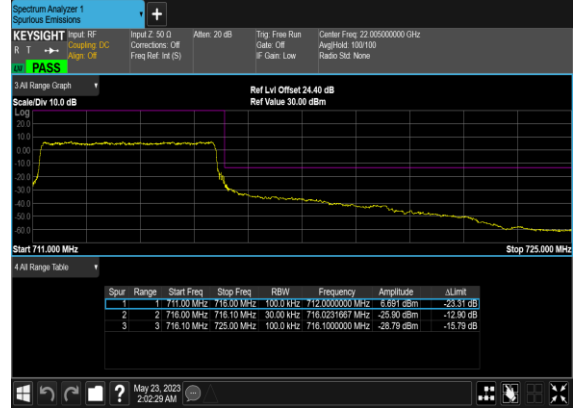 Spectrum Analyzer 1
Spurious Emissions
KEYSIGHT
R T
Input: RF
Coupling: DC
Align: Off
Input Z: 50 Ω
Corrections: Off
Freq Ref: Int (S)
Atten: 20 dB
Trig: Free Run
Gate: Off
IF Gain: Low
Center Freq: 22.005000000 GHz
Avg|Hold: 100/100
Radio Std: None
PASS
3 All Range Graph
Scale/Div 10.0 dB
Ref Lvl Offset 24.40 dB
Ref Value 30.00 dBm
Log
20.0
10.0
0.00
-10.0
-20.0
-30.0
-40.0
-50.0
-60.0
Start 711.000 MHz
Stop 725.000 MHz
4 All Range Table
Spur Range Start Freq Stop Freq RBW Frequency Amplitude ΔLimit
1 1 711.00 MHz 716.00 MHz 100.0 kHz 712.0000000 MHz 6.691 dBm -23.31 dB
2 2 716.00 MHz 716.10 MHz 30.00 kHz 716.0231667 MHz -25.90 dBm -12.90 dB
3 3 716.10 MHz 725.00 MHz 100.0 kHz 716.1000000 MHz -28.79 dBm -15.79 dB
?
May 23, 2023
2:02:29 AM